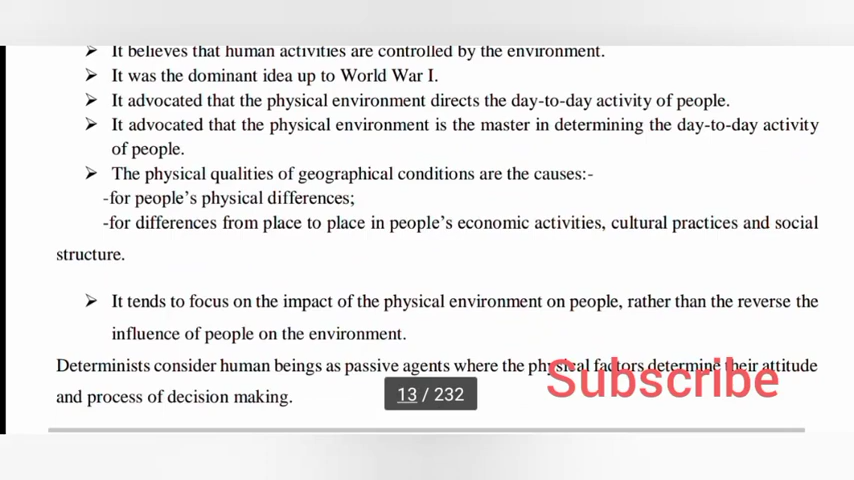 ➢ It believes that human activities are controlled by the environment.
➢ It was the dominant idea up to World War I.
➢ It advocated that the physical environment directs the day-to-day activity of people.
➢ It advocated that the physical environment is the master in determining the day-to-day activity
of people.
➢ The physical qualities of geographical conditions are the causes:-
-for people’s physical differences;
-for differences from place to place in people’s economic activities, cultural practices and social
structure.
➢ It tends to focus on the impact of the physical environment on people, rather than the reverse the
influence of people on the environment.
Determinists consider human beings as passive agents where the physical factors determine their attitude
and process of decision making.
13 / 232
Subscribe